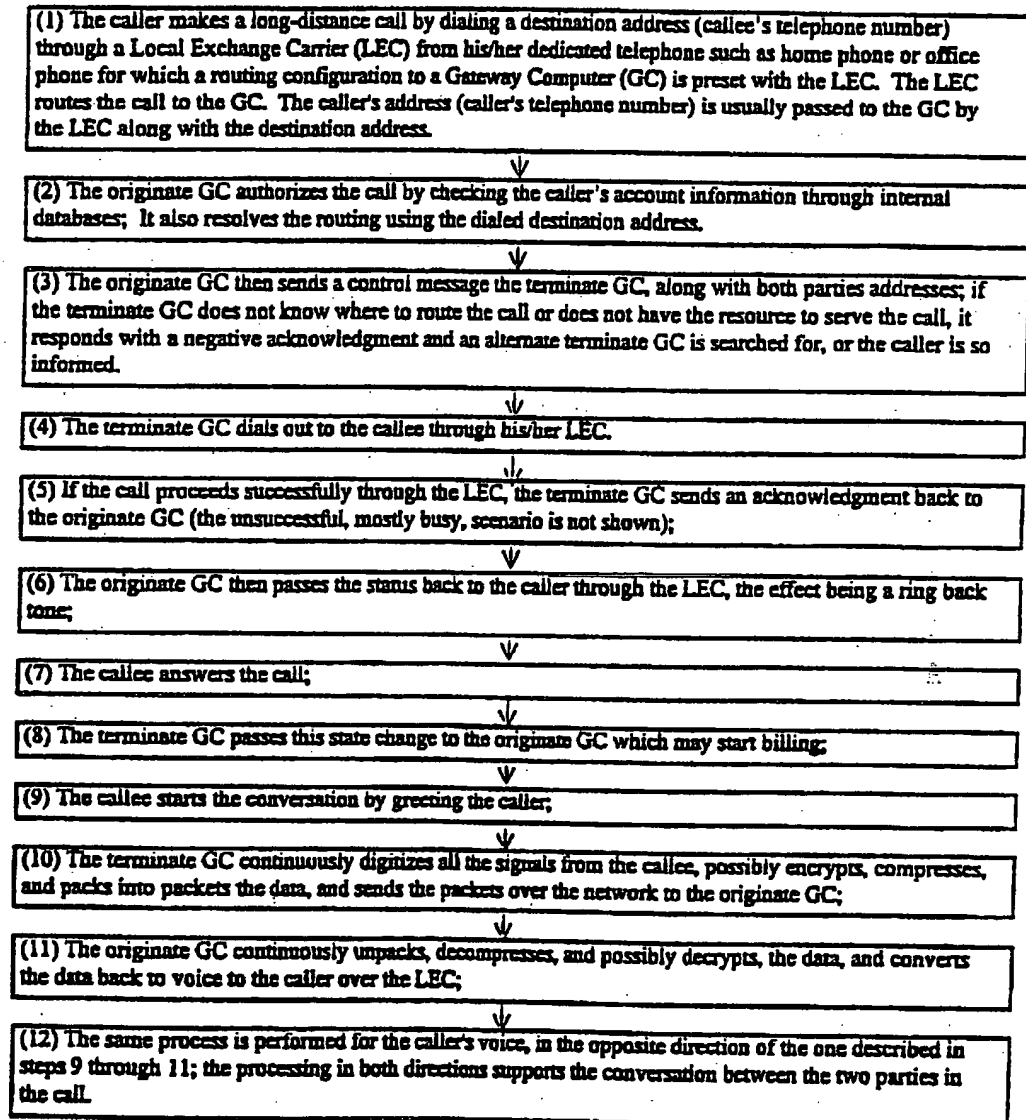 (1) The caller makes a long-distance call by dialing a destination address (callee's telephone number)
through a Local Exchange Carrier (LEC) from his/her dedicated telephone such as home phone or office
phone for which a routing configuration to a Gateway Computer (GC) is preset with the LEC. The LEC
routes the call to the GC. The caller's address (caller's telephone number) is usually passed to the GC by
the LEC along with the destination address.
(2) The originate GC authorizes the call by checking the caller's account information through internal
databases; It also resolves the routing using the dialed destination address.
(3) The originate GC then sends a control message the terminate GC, along with both parties addresses; if
the terminate GC does not know where to route the call or does not have the resource to serve the call, it
responds with a negative acknowledgment and an alternate terminate GC is searched for, or the caller is so
informed.
(4) The terminate GC dials out to the callee through his/her LEC.
(5) If the call proceeds successfully through the LEC, the terminate GC sends an acknowledgment back to
the originate GC (the unsuccessful, mostly busy, scenario is not shown);
(6) The originate GC then passes the status back to the caller through the LEC, the effect being a ring back
tone;
(7) The callee answers the call;
(8) The terminate GC passes this state change to the originate GC which may start billing;
(9) The callee starts the conversation by greeting the caller;
(10) The terminate GC continuously digitizes all the signals from the callee, possibly encrypts, compresses,
and packs into packets the data, and sends the packets over the network to the originate GC;
(11) The originate GC continuously unpacks, decompresses, and possibly decrypts, the data, and converts
the data back to voice to the caller over the LEC;
(12) The same process is performed for the caller's voice, in the opposite direction of the one described in
steps 9 through 11; the processing in both directions supports the conversation between the two parties in
the call.